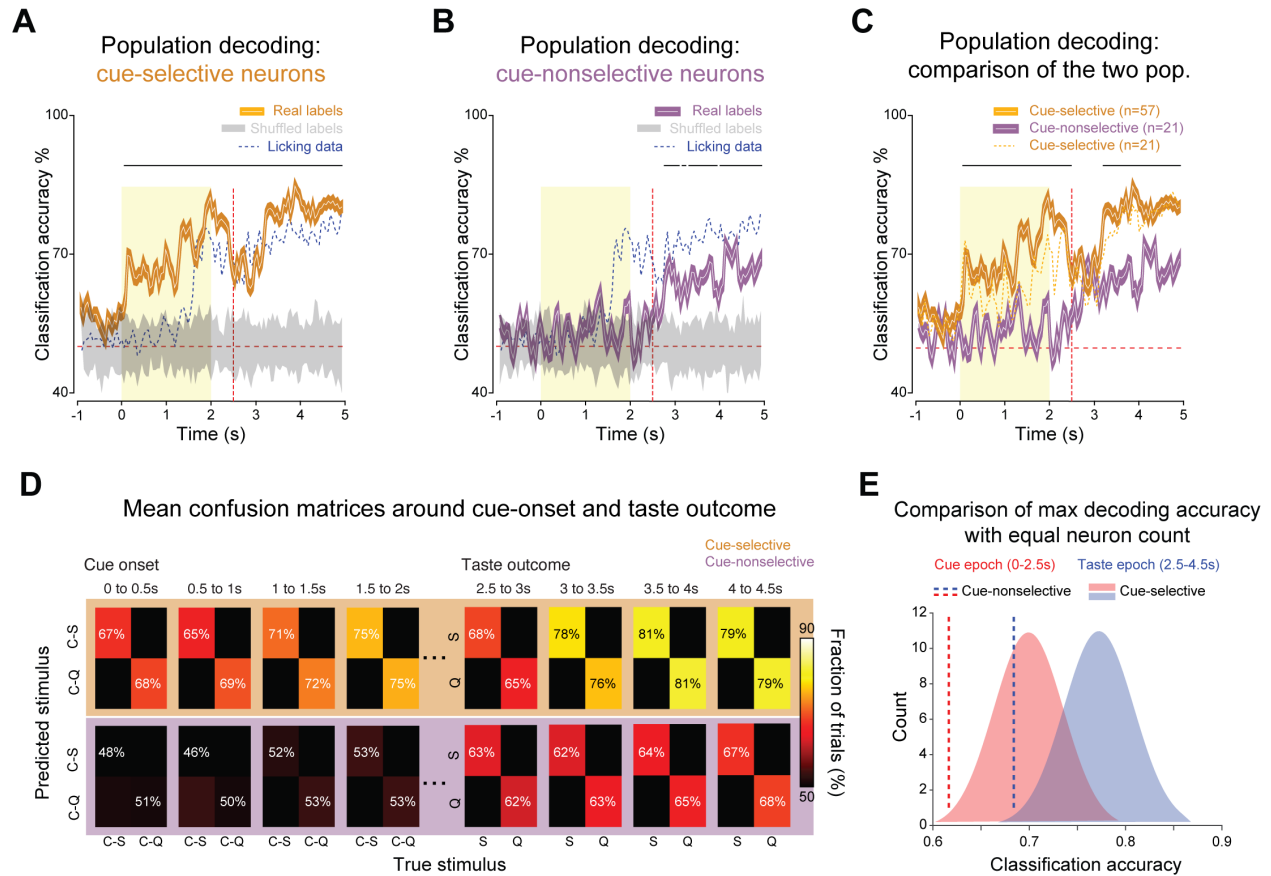 A
Population decoding:
cue-selective neurons
Real labels
Shuffled labels
Licking data
Classification accuracy %
100
70
40
-1 0 1 2 3 4 5
Time (s)
B
Population decoding:
cue-nonselective neurons
Real labels
Shuffled labels
Licking data
Classification accuracy %
100
70
40
-1 0 1 2 3 4 5
Time (s)
C
Population decoding:
comparison of the two pop.
Cue-selective (n=57)
Cue-nonselective (n=21)
Cue-selective (n=21)
Classification accuracy %
100
70
40
-1 0 1 2 3 4 5
Time (s)
D
Mean confusion matrices around cue-onset and taste outcome
Cue-selective
Cue-nonselective
Cue onset
Taste outcome
0 to 0.5s 0.5 to 1s 1 to 1.5s 1.5 to 2s 2.5 to 3s 3 to 3.5s 3.5 to 4s 4 to 4.5s
Predicted stimulus
C-S 67% 65% 71% 75% ... S 68% 78% 81% 79%
C-Q 68% 69% 72% 75% Q 65% 76% 81% 79%
C-S 48% 46% 52% 53% ... S 63% 62% 64% 67%
C-Q 51% 50% 53% 53% Q 62% 63% 65% 68%
C-S C-Q C-S C-Q C-S C-Q C-S C-Q S Q S Q S Q S Q
True stimulus
90
50
Fraction of trials (%)
E
Comparison of max decoding accuracy
with equal neuron count
Cue epoch (0-2.5s) Taste epoch (2.5-4.5s)
Cue-nonselective Cue-selective
Count
12
10
8
6
4
2
0
0.6 0.7 0.8 0.9
Classification accuracy